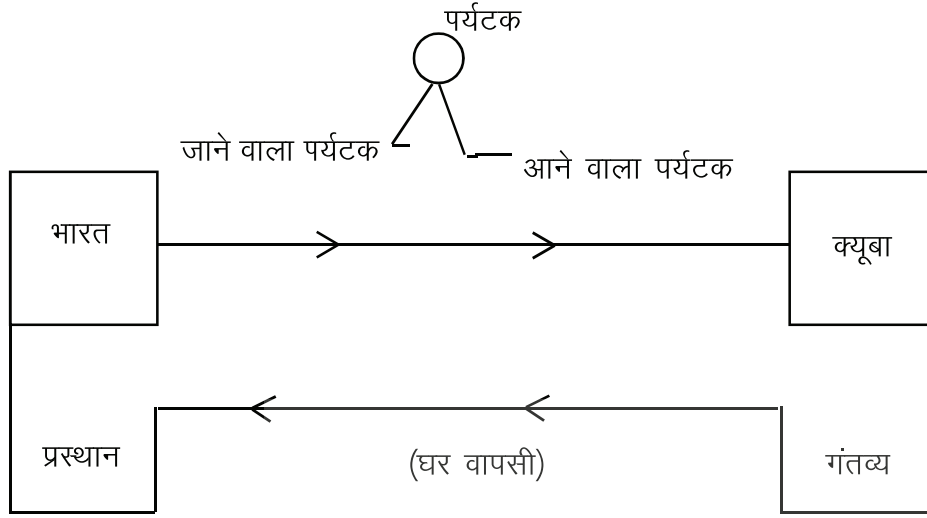 पर्यटक
जाने वाला पर्यटक
आने वाला पर्यटक
भारत
क्यूबा
प्रस्थान
(घर वापसी)
गंतव्य